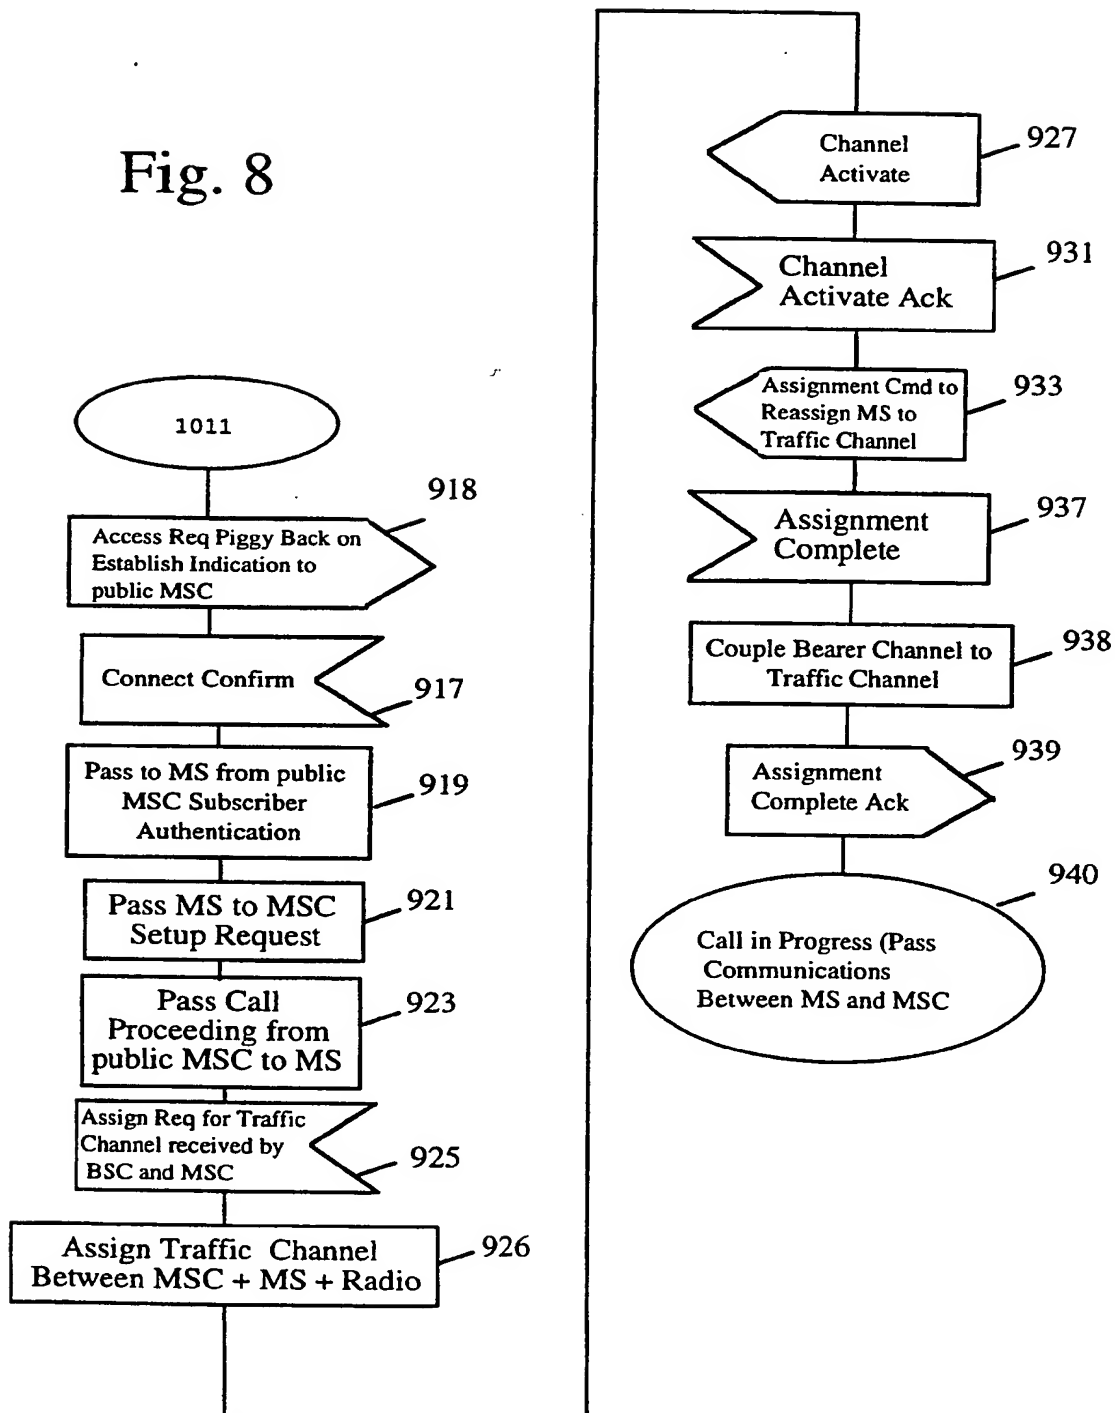 Fig. 8
1011
918
Access Req Piggy Back on
Establish Indication to
public MSC
Connect Confirm
917
Pass to MS from public
MSC Subscriber
Authentication
919
Pass MS to MSC
Setup Request
921
Pass Call
Proceeding from
public MSC to MS
923
Assign Req for Traffic
Channel received by
BSC and MSC
925
Assign Traffic Channel
Between MSC + MS + Radio
926
Channel
Activate
927
Channel
Activate Ack
931
Assignment Cmd to
Reassign MS to
Traffic Channel
933
Assignment
Complete
937
Couple Bearer Channel to
Traffic Channel
938
Assignment
Complete Ack
939
940
Call in Progress (Pass
Communications
Between MS and MSC